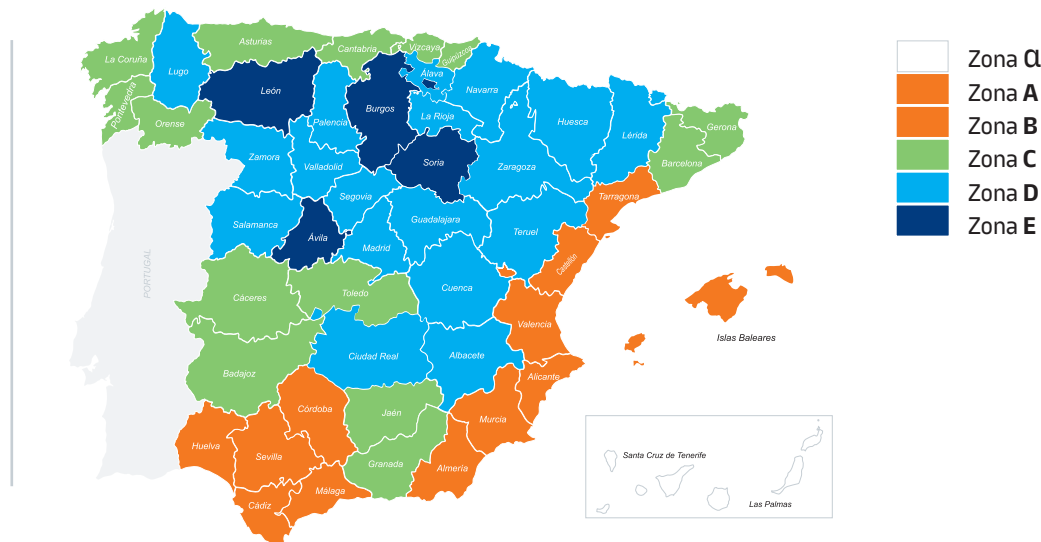 Asturias
Cantabria
Vizcaya
Guipúzcoa
La Coruña
Lugo
Álava
Navarra
León
Pontevedra
Orense
Palencia
Burgos
La Rioja
Huesca
Lérida
Gerona
Barcelona
Zamora
Valladolid
Soria
Zaragoza
Tarragona
Segovia
Salamanca
Ávila
Guadalajara
Teruel
Madrid
Castellón
PORTUGAL
Cáceres
Toledo
Cuenca
Valencia
Islas Baleares
Badajoz
Ciudad Real
Albacete
Alicante
Córdoba
Jaén
Murcia
Huelva
Sevilla
Granada
Almería
Málaga
Cádiz
Santa Cruz de Tenerife
Las Palmas
Zona α
Zona A
Zona B
Zona C
Zona D
Zona E